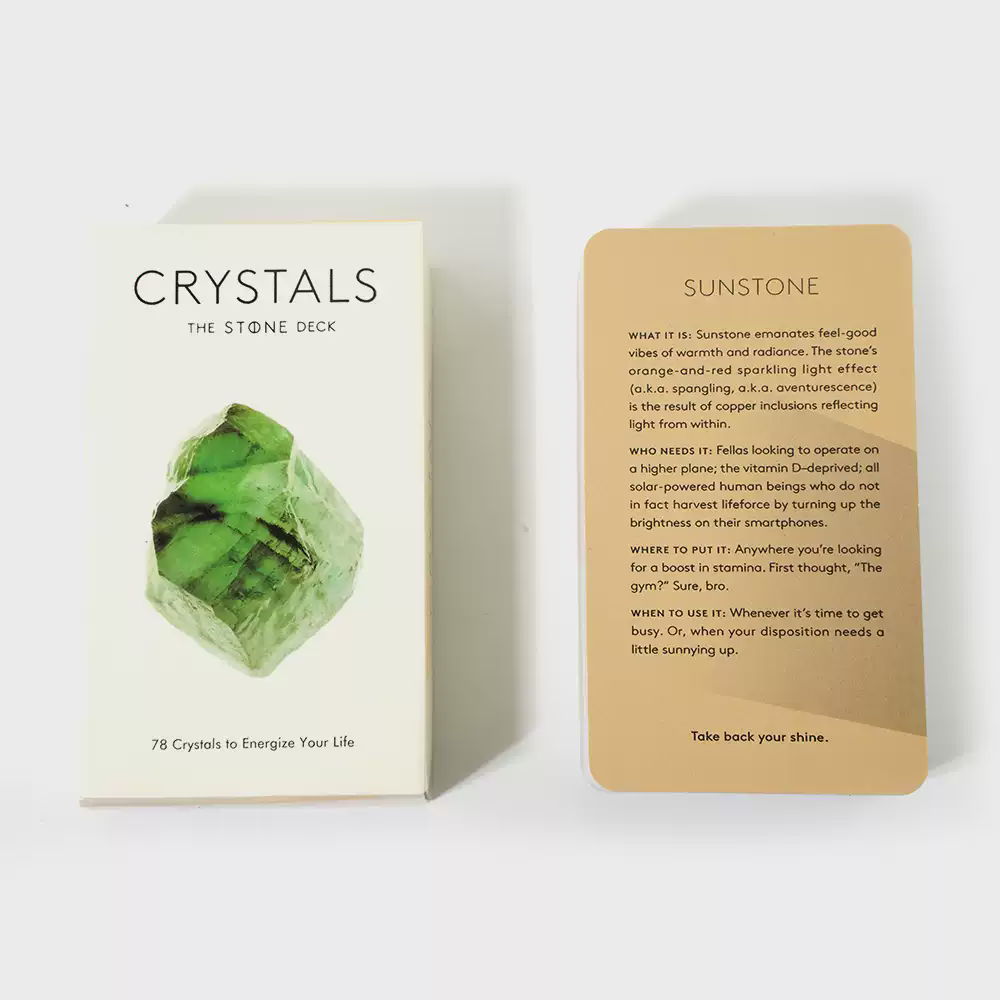 CRYSTALS
THE STONE DECK
78 Crystals to Energize Your Life
SUNSTONE
WHAT IT IS: Sunstone emanates feel-good
vibes of warmth and radiance. The stone's
orange-and-red sparkling light effect
(a.k.a. spangling, a.k.a. aventurescence)
is the result of copper inclusions reflecting
light from within.
WHO NEEDS IT: Fellas looking to operate on
a higher plane; the vitamin D–deprived; all
solar-powered human beings who do not
in fact harvest lifeforce by turning up the
brightness on their smartphones.
WHERE TO PUT IT: Anywhere you're looking
for a boost in stamina. First thought, "The
gym?" Sure, bro.
WHEN TO USE IT: Whenever it's time to get
busy. Or, when your disposition needs a
little sunnying up.
Take back your shine.